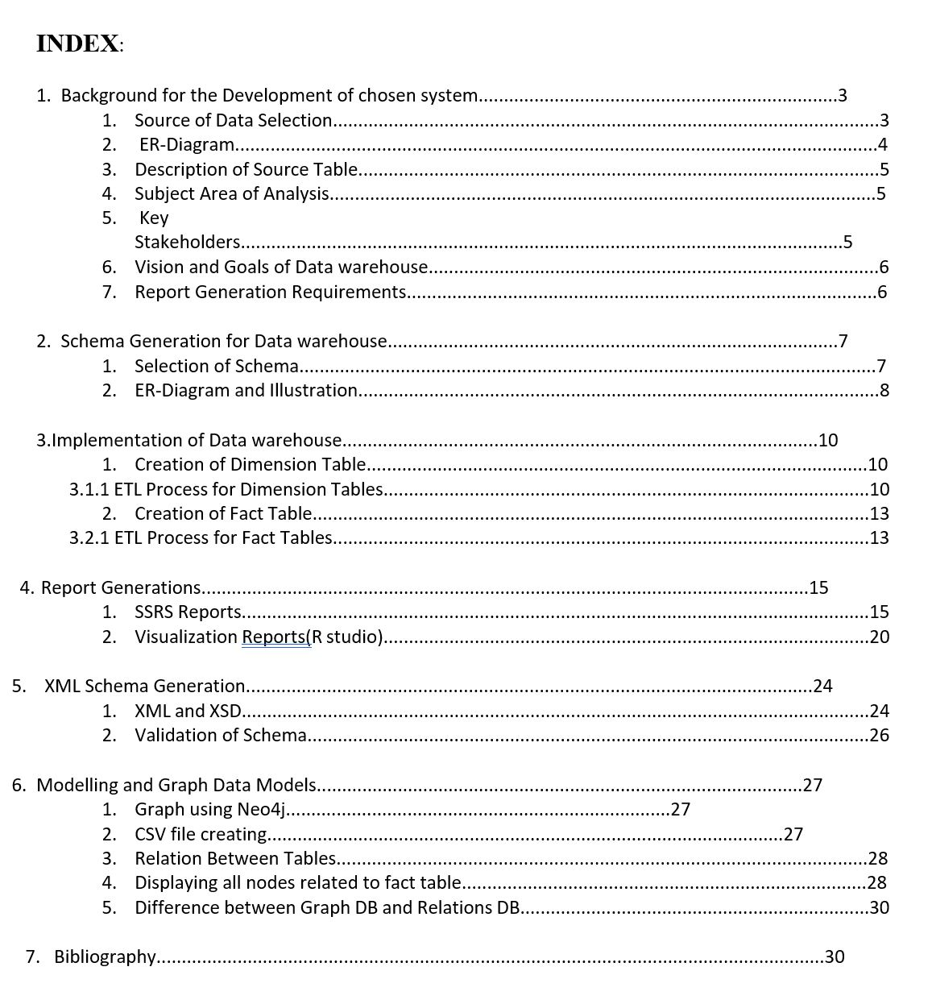 INDEX:
1. Background for the Development of chosen system.......................................................................3
1. Source of Data Selection............................................................................................................3
2. ER-Diagram...............................................................................................................................4
3. Description of Source Table.......................................................................................................5
4. Subject Area of Analysis............................................................................................................5
5. Key
Stakeholders.......................................................................................................................5
6. Vision and Goals of Data warehouse.........................................................................................6
7. Report Generation Requirements.............................................................................................6
2. Schema Generation for Data warehouse.........................................................................................7
1. Selection of Schema..................................................................................................................7
2. ER-Diagram and Illustration.......................................................................................................8
3.Implementation of Data warehouse..............................................................................................10
1. Creation of Dimension Table...................................................................................................10
3.1.1 ETL Process for Dimension Tables................................................................................................10
2. Creation of Fact Table..............................................................................................................13
3.2.1 ETL Process for Fact Tables..........................................................................................................13
4. Report Generations........................................................................................................................15
1. SSRS Reports............................................................................................................................15
2. Visualization Reports(R studio)................................................................................................20
5. XML Schema Generation................................................................................................................24
1. XML and XSD............................................................................................................................24
2. Validation of Schema...............................................................................................................26
6. Modelling and Graph Data Models...............................................................................................27
1. Graph using Neo4j............................................................................27
2. CSV file creating......................................................................................................27
3. Relation Between Tables.........................................................................................................28
4. Displaying all nodes related to fact table................................................................................28
5. Difference between Graph DB and Relations DB.....................................................................30
7. Bibliography....................................................................................................................................30